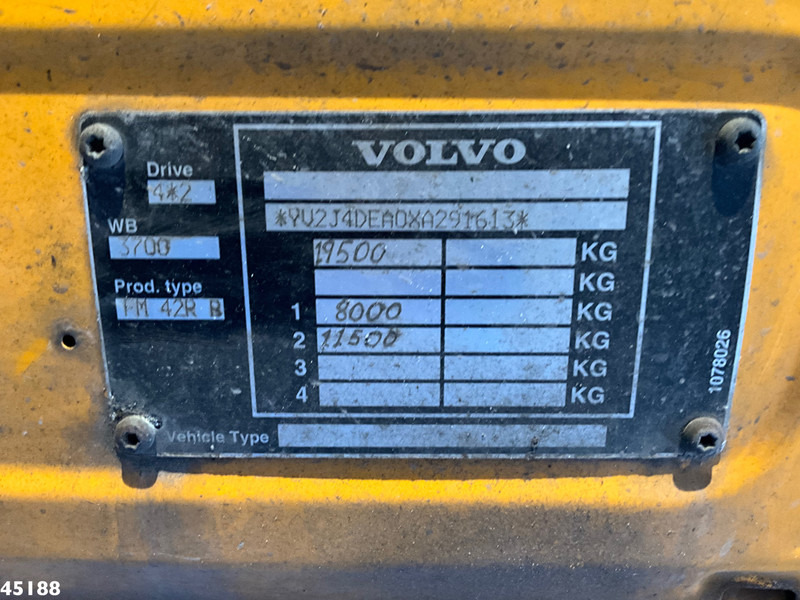 VOLVO
Drive
4*2
WB
3700
Prod. type
FM 42R B
*YV2J4DEA0XA291613*
19500 KG
KG
1 8000 KG
2 11500 KG
3 KG
4 KG
Vehicle Type
1078026
45188